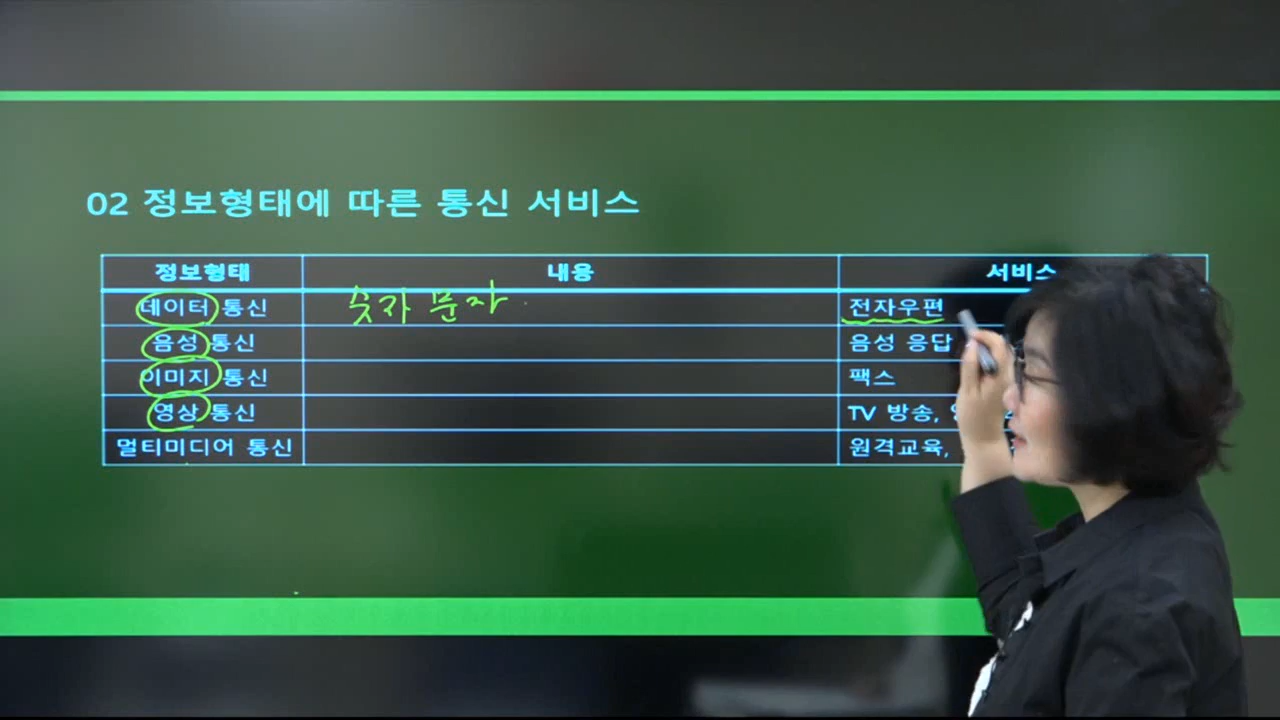 02 정보형태에 따른 통신 서비스
정보형태 내용 서비스
데이터 통신 숫자 문자 전자우편
음성 통신 음성 응답
이미지 통신 팩스
영상 통신 TV 방송,
멀티미디어 통신 원격교육,